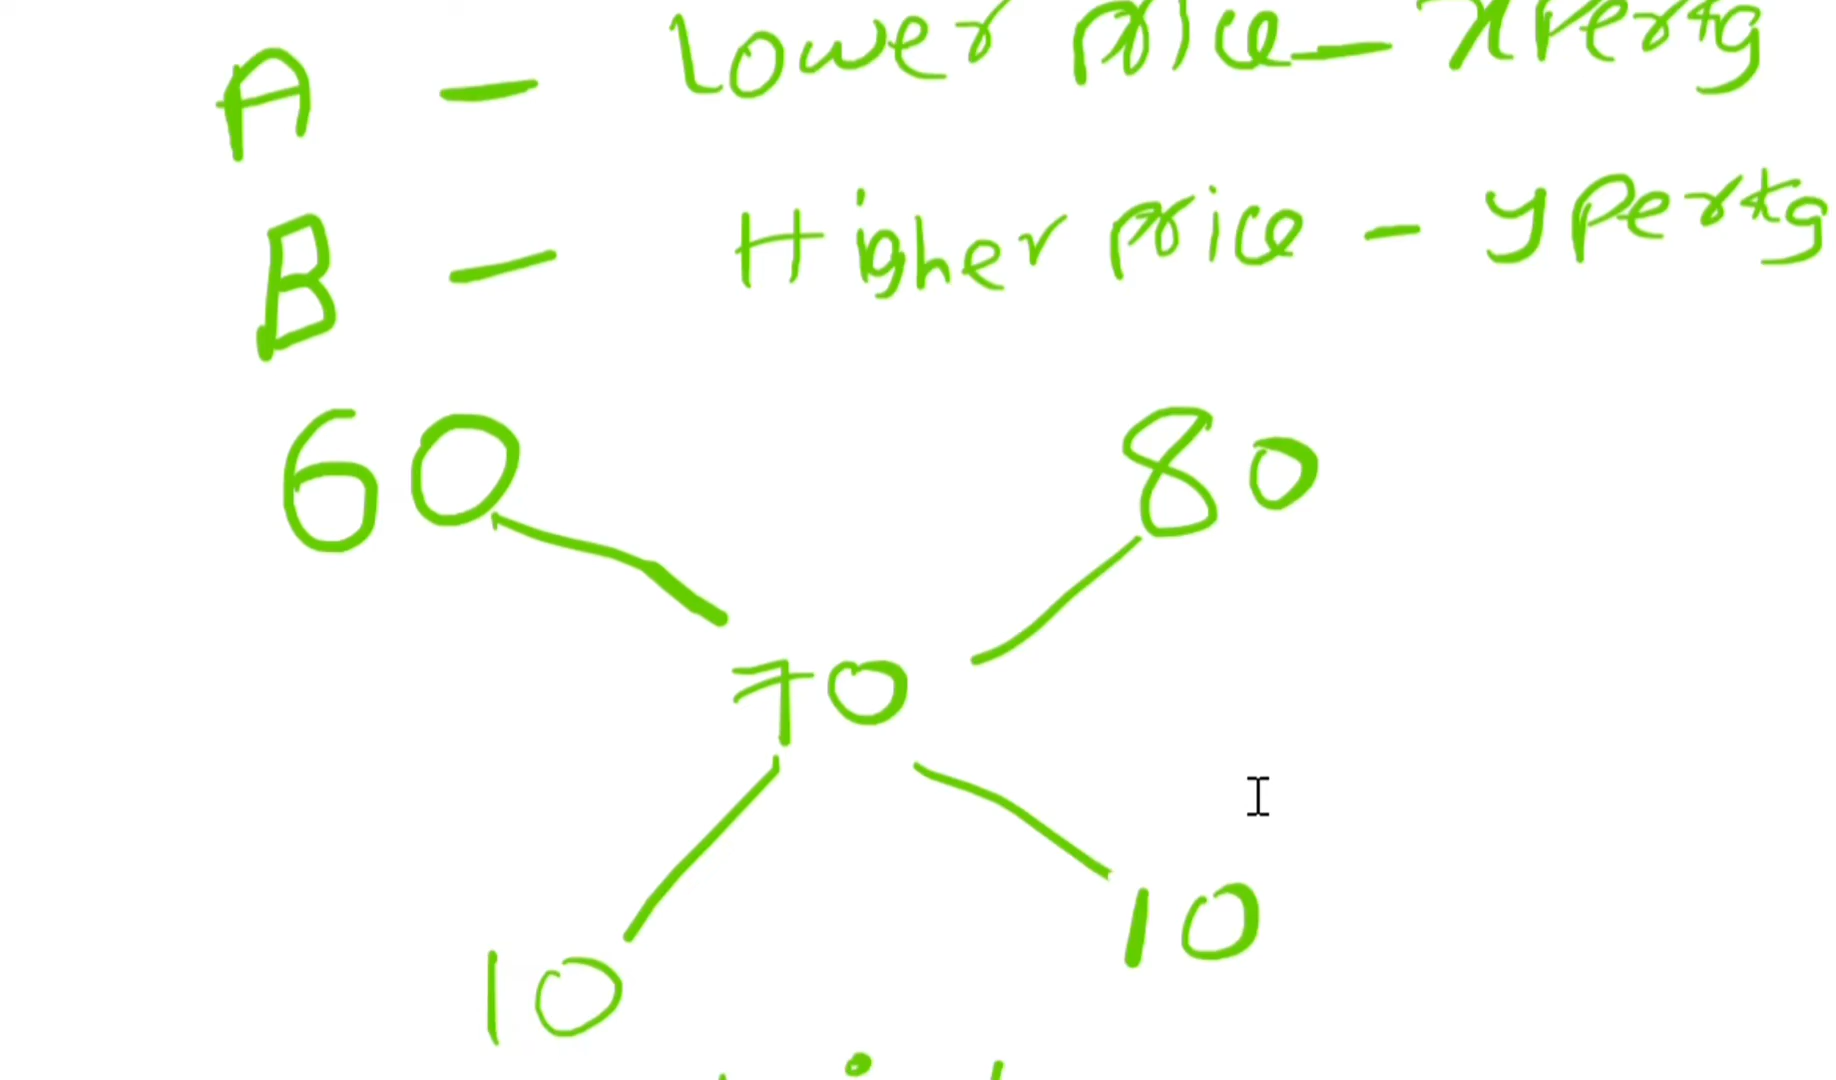 A - Lower price - x per kg
B - Higher price - y per kg
60 80
70
10 10